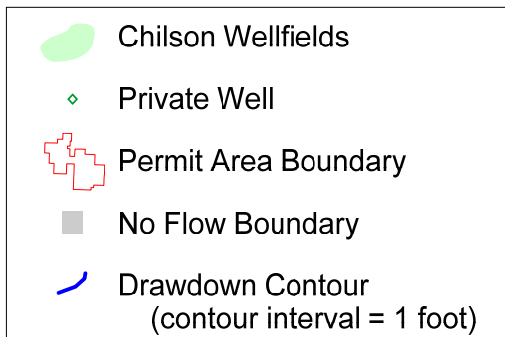 Chilson Wellfields
Private Well
Permit Area Boundary
No Flow Boundary
Drawdown Contour
(contour interval = 1 foot)